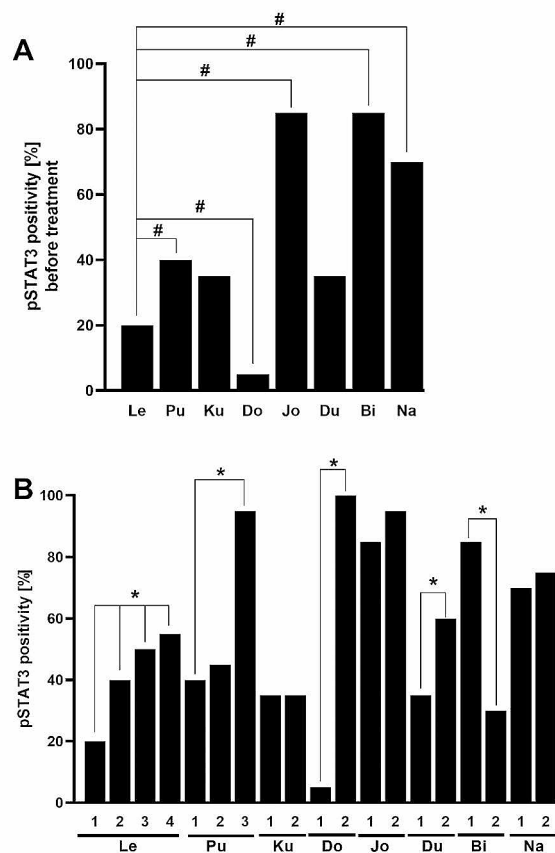 A
pSTAT3 positivity [%]
before treatment
100
80
60
40
20
0
#
#
#
#
#
Le Pu Ku Do Jo Du Bi Na
B
pSTAT3 positivity [%]
100
80
60
40
20
0
*
*
*
*
*
1 2 3 4 1 2 3 1 2 1 2 1 2 1 2 1 2 1 2
Le Pu Ku Do Jo Du Bi Na